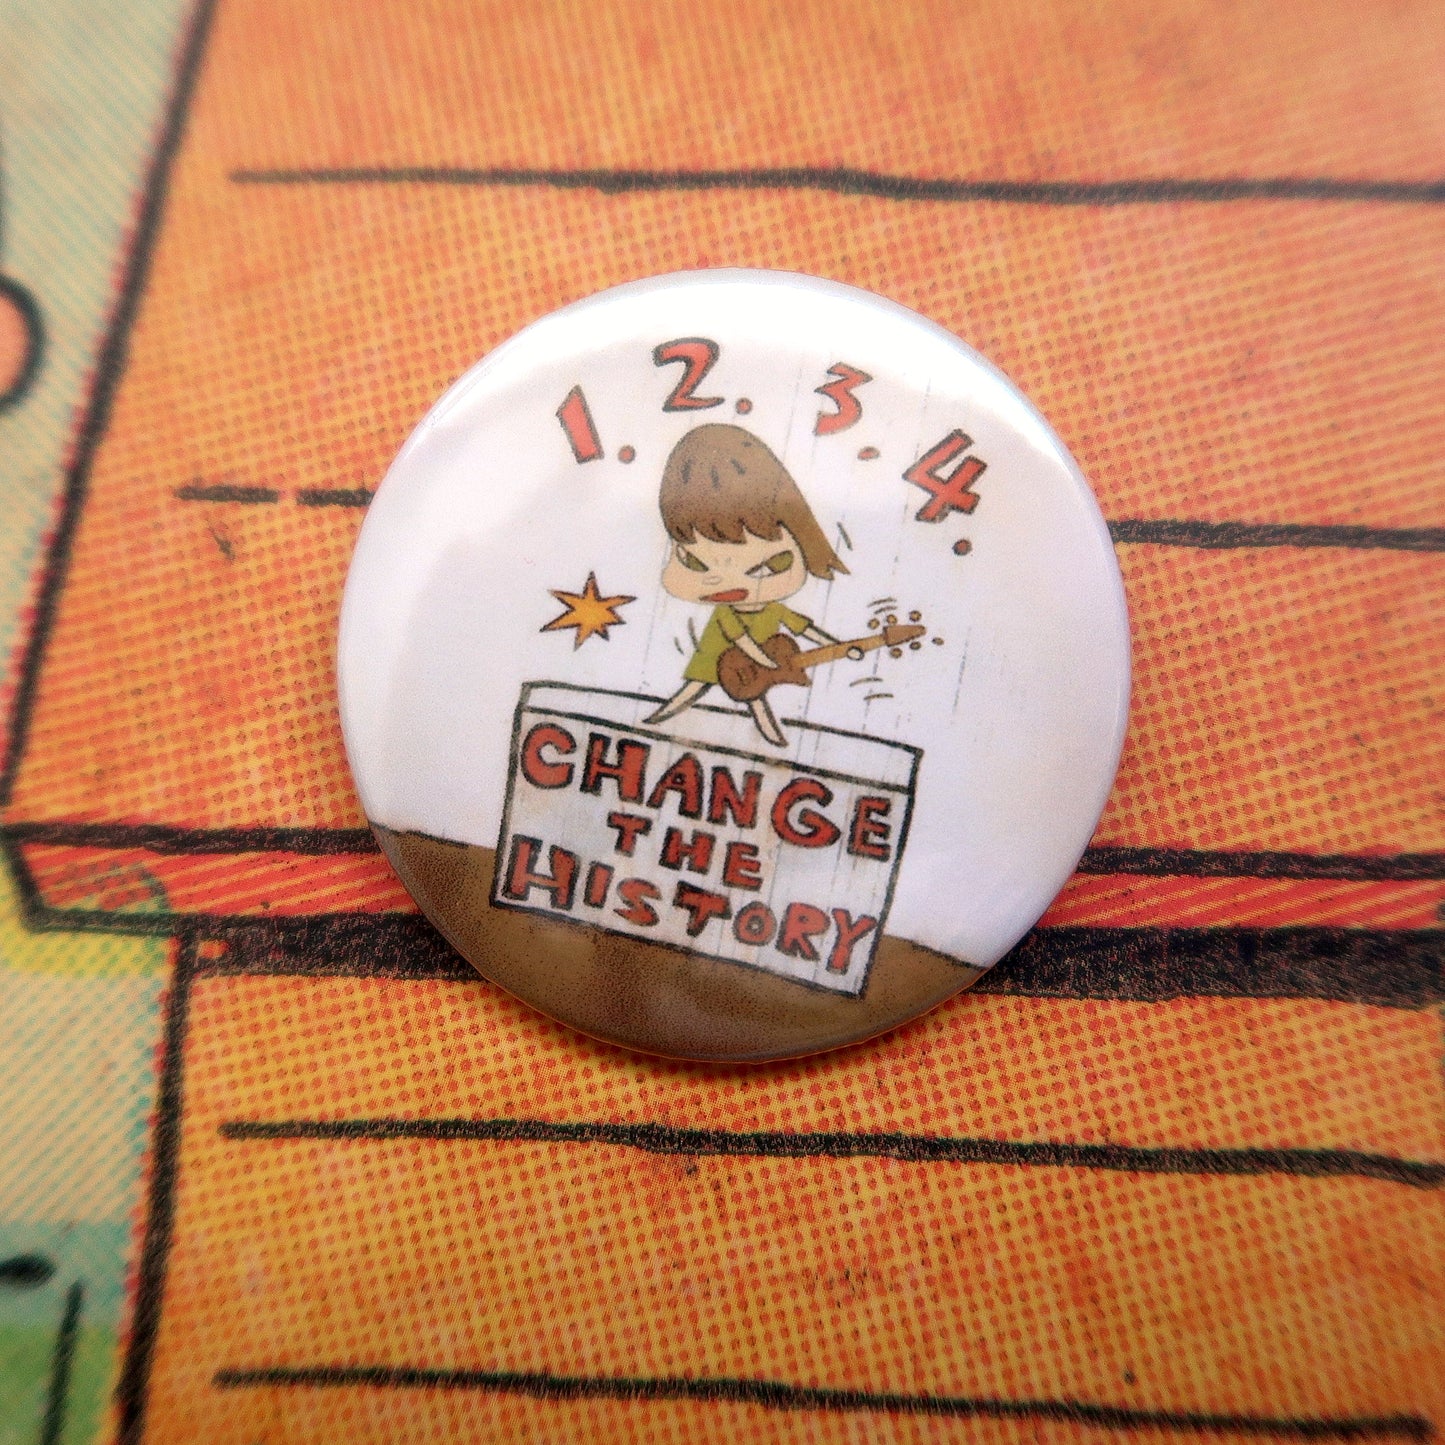 1. 2. 3. 4.
CHANGE
THE
HISTORY